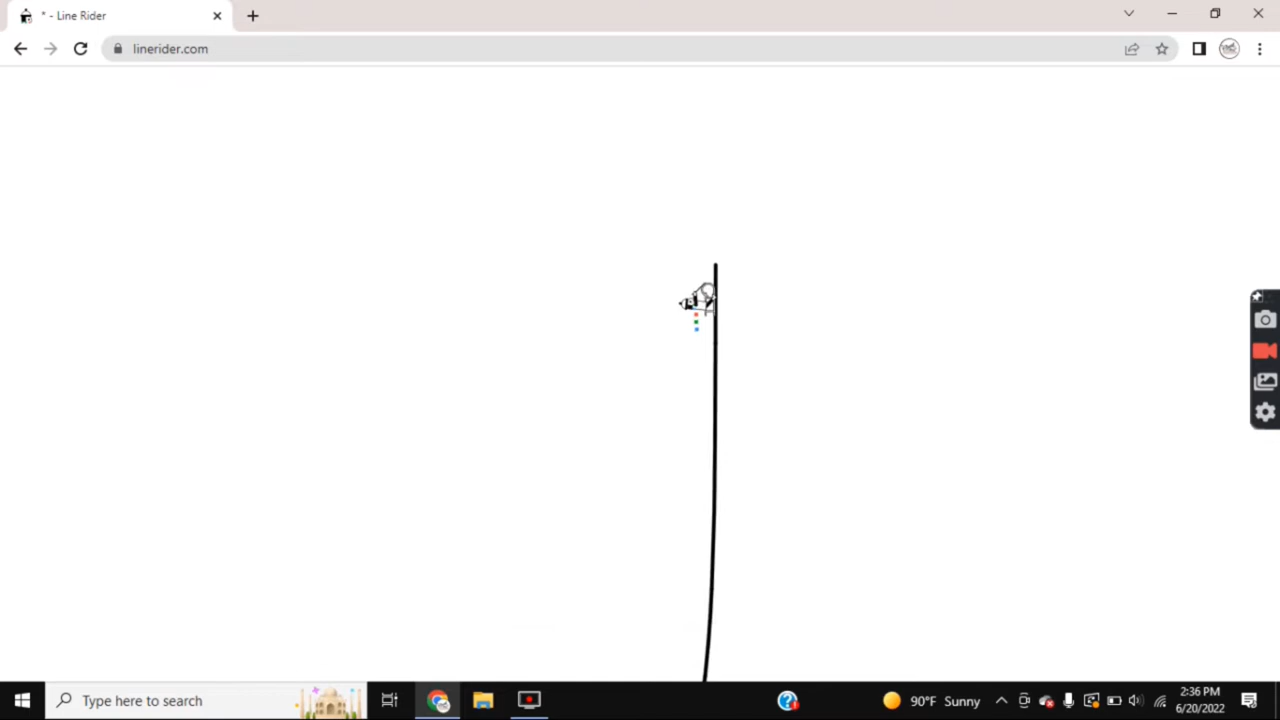 * - Line Rider
linerider.com
Type here to search
90°F Sunny
2:36 PM
6/20/2022